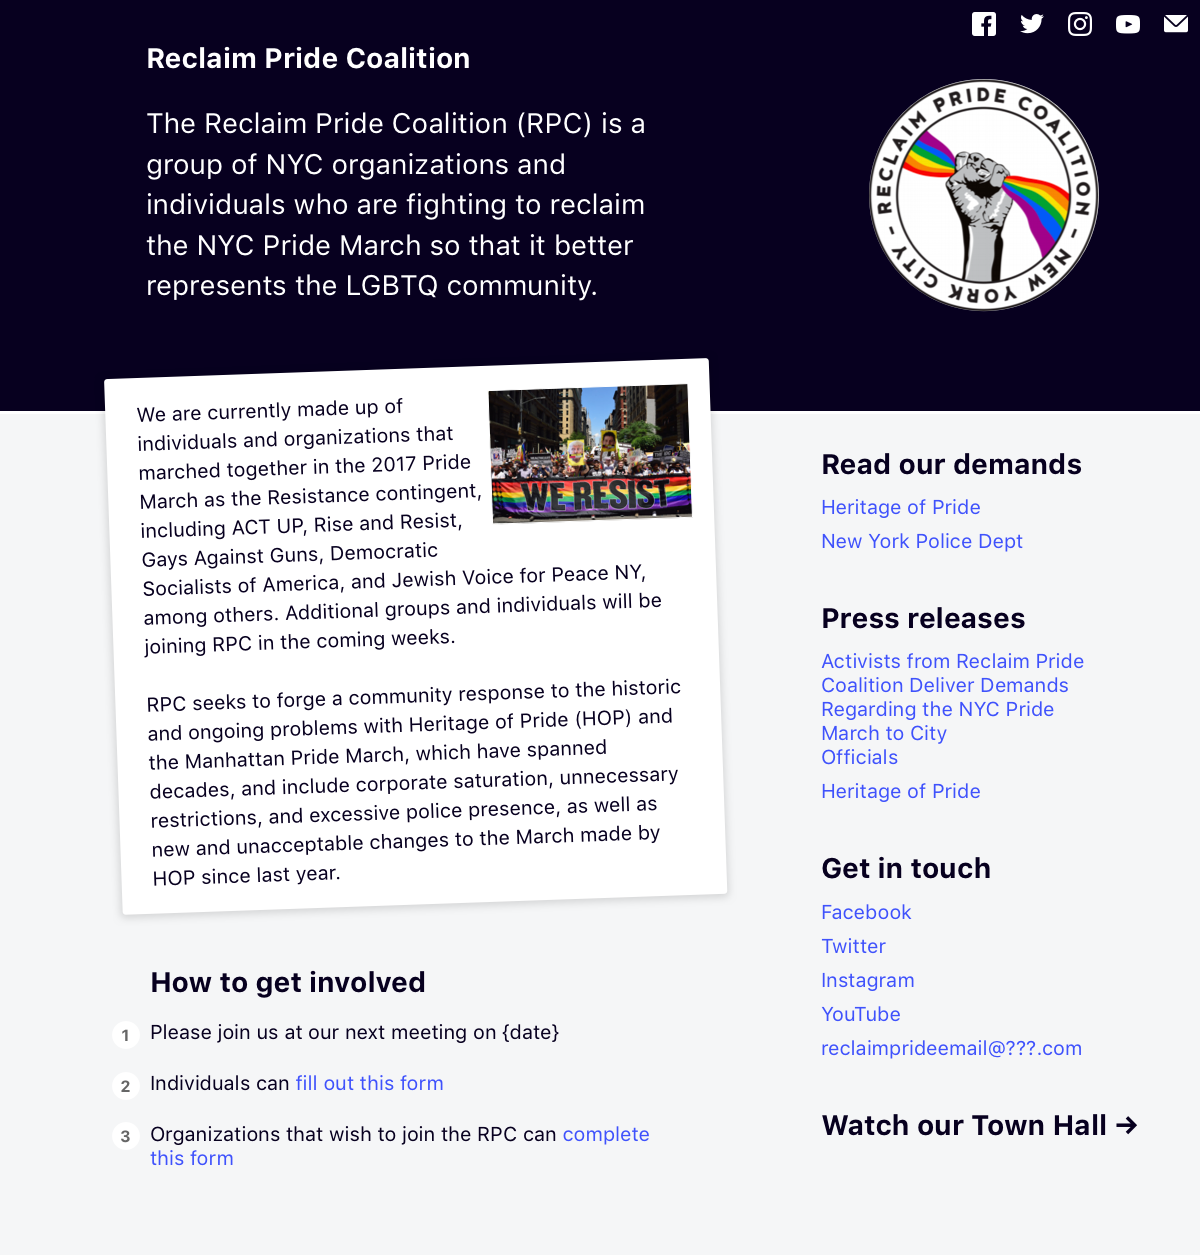 Reclaim Pride Coalition
The Reclaim Pride Coalition (RPC) is a
group of NYC organizations and
individuals who are fighting to reclaim
the NYC Pride March so that it better
represents the LGBTQ community.
RECLAIM PRIDE COALITION – NEW YORK CITY –
We are currently made up of
individuals and organizations that
marched together in the 2017 Pride
March as the Resistance contingent,
including ACT UP, Rise and Resist,
Gays Against Guns, Democratic
Socialists of America, and Jewish Voice for Peace NY,
among others. Additional groups and individuals will be
joining RPC in the coming weeks.
WE RESIST
RPC seeks to forge a community response to the historic
and ongoing problems with Heritage of Pride (HOP) and
the Manhattan Pride March, which have spanned
decades, and include corporate saturation, unnecessary
restrictions, and excessive police presence, as well as
new and unacceptable changes to the March made by
HOP since last year.
How to get involved
1 Please join us at our next meeting on {date}
2 Individuals can fill out this form
3 Organizations that wish to join the RPC can complete
this form
Read our demands
Heritage of Pride
New York Police Dept
Press releases
Activists from Reclaim Pride
Coalition Deliver Demands
Regarding the NYC Pride
March to City
Officials
Heritage of Pride
Get in touch
Facebook
Twitter
Instagram
YouTube
reclaimprideemail@???.com
Watch our Town Hall →